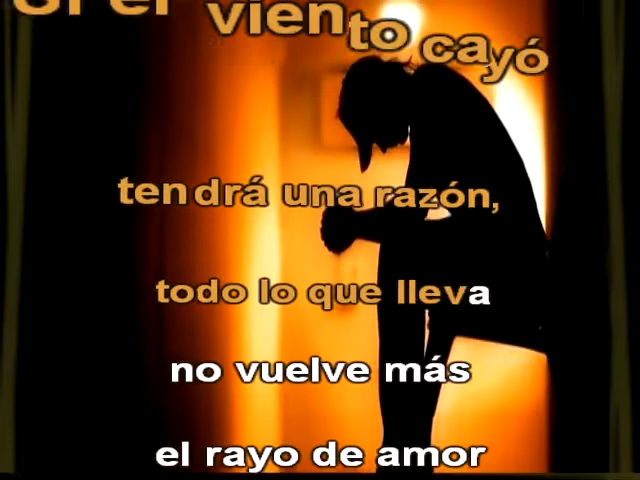 Si el viento cayó
tendrá una razón,
todo lo que lleva
no vuelve más
el rayo de amor